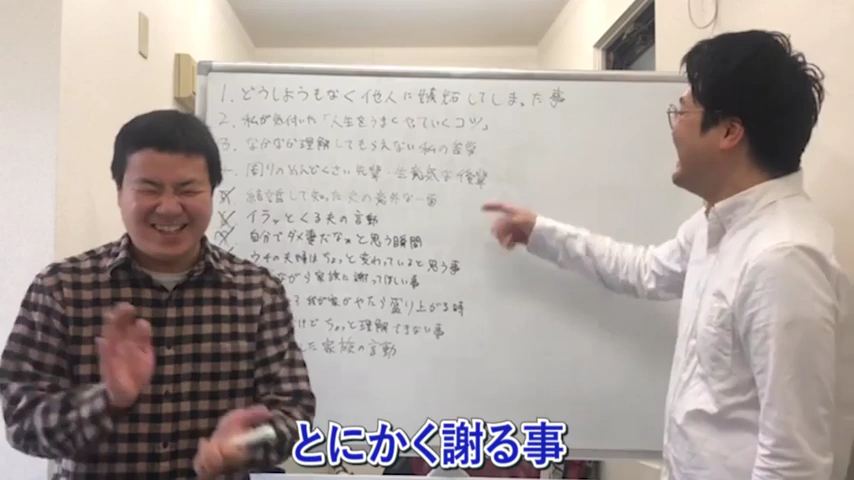 1. どうしようもなく他人に嫉妬してしまった事
2. 私が気付いた「人生をうまくやっていくコツ」
3. なかなか理解してもらえない私の苦労
周りのめんどくさい先輩・生意気な後輩
結婚して知った夫の意外な一面
イラッとくる夫の言動
自分でダメ妻だなぁと思う瞬間
ウチの夫婦はちょっと変わっていると思う事
ながら家族に謝ってほしい事
我が家がやたら盛り上がる時
けど ちょっと理解できない事
した家族の言動
とにかく謝る事